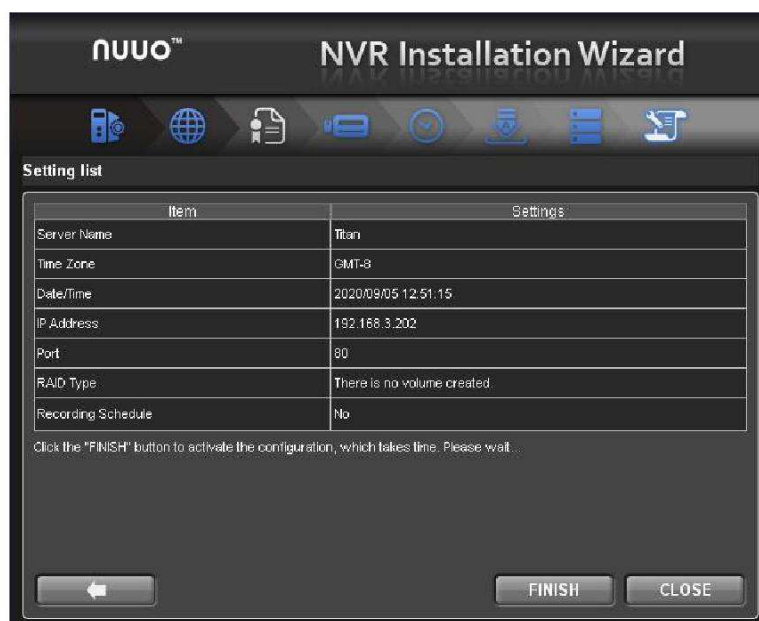 nuuo™ NVR Installation Wizard
Setting list
Item Settings
Server Name Titan
Time Zone GMT-8
Date/Time 2020/09/05 12:51:15
IP Address 192.168.3.202
Port 80
RAID Type There is no volume created.
Recording Schedule No
Click the "FINISH" button to activate the configuration, which takes time. Please wait...
FINISH CLOSE